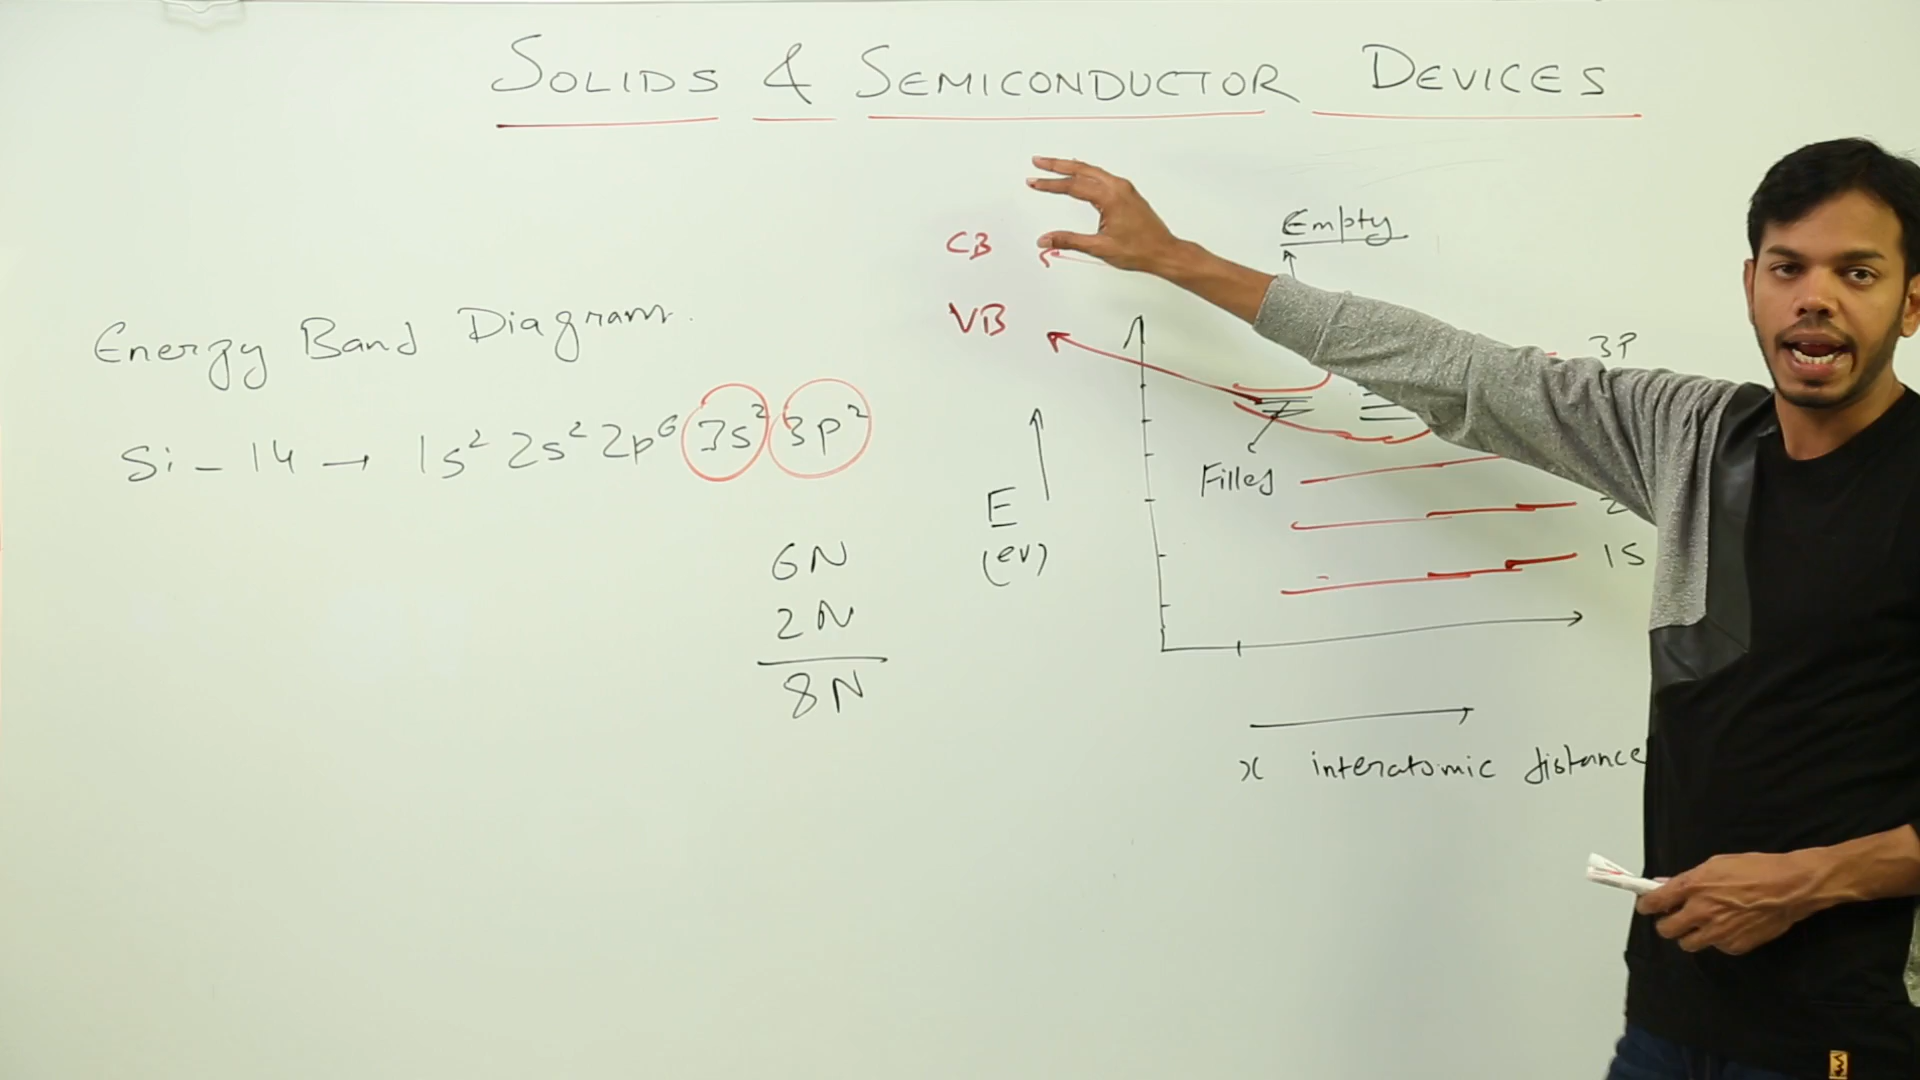 SOLIDS & SEMICONDUCTOR DEVICES
Energy Band Diagram.
Si - 14 → 1s² 2s² 2p⁶ 3s² 3p²
6N
2N
8N
CB
VB
Empty
Filled
E
(ev)
3P
2
1S
x interatomic distance